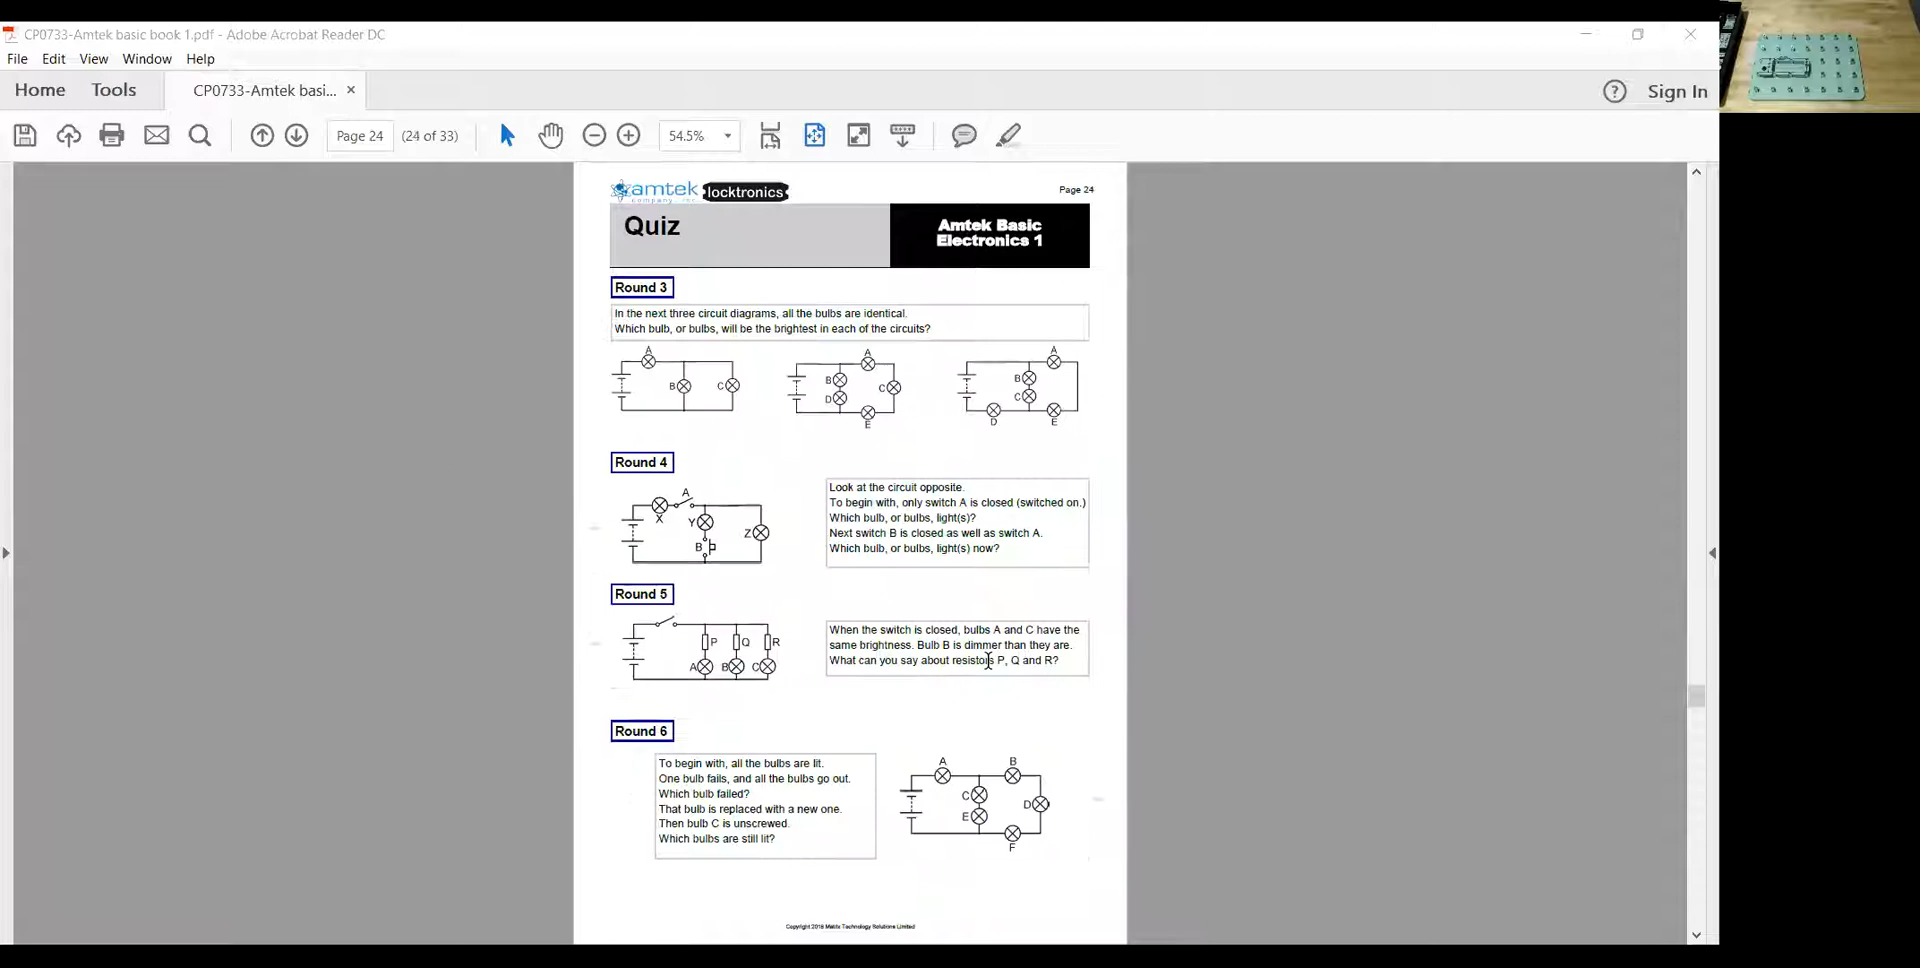 CP0733-Amtek basic book 1.pdf - Adobe Acrobat Reader DC
File Edit View Window Help
Home Tools CP0733-Amtek basi... × Sign In
Page 24 (24 of 33) 54.5%
amtek locktronics Page 24
company, inc.
Quiz
Amtek Basic
Electronics 1
Round 3
In the next three circuit diagrams, all the bulbs are identical.
Which bulb, or bulbs, will be the brightest in each of the circuits?
A
B C
A
B
C
D
E
A
B
C
D E
Round 4
A
X
Y
Z
B
Look at the circuit opposite.
To begin with, only switch A is closed (switched on.)
Which bulb, or bulbs, light(s)?
Next switch B is closed as well as switch A.
Which bulb, or bulbs, light(s) now?
Round 5
P Q R
A B C
When the switch is closed, bulbs A and C have the
same brightness. Bulb B is dimmer than they are.
What can you say about resistors P, Q and R?
Round 6
To begin with, all the bulbs are lit.
One bulb fails, and all the bulbs go out.
Which bulb failed?
That bulb is replaced with a new one.
Then bulb C is unscrewed.
Which bulbs are still lit?
A B
C
D
E
F
Copyright 2018 Matrix Technology Solutions Limited